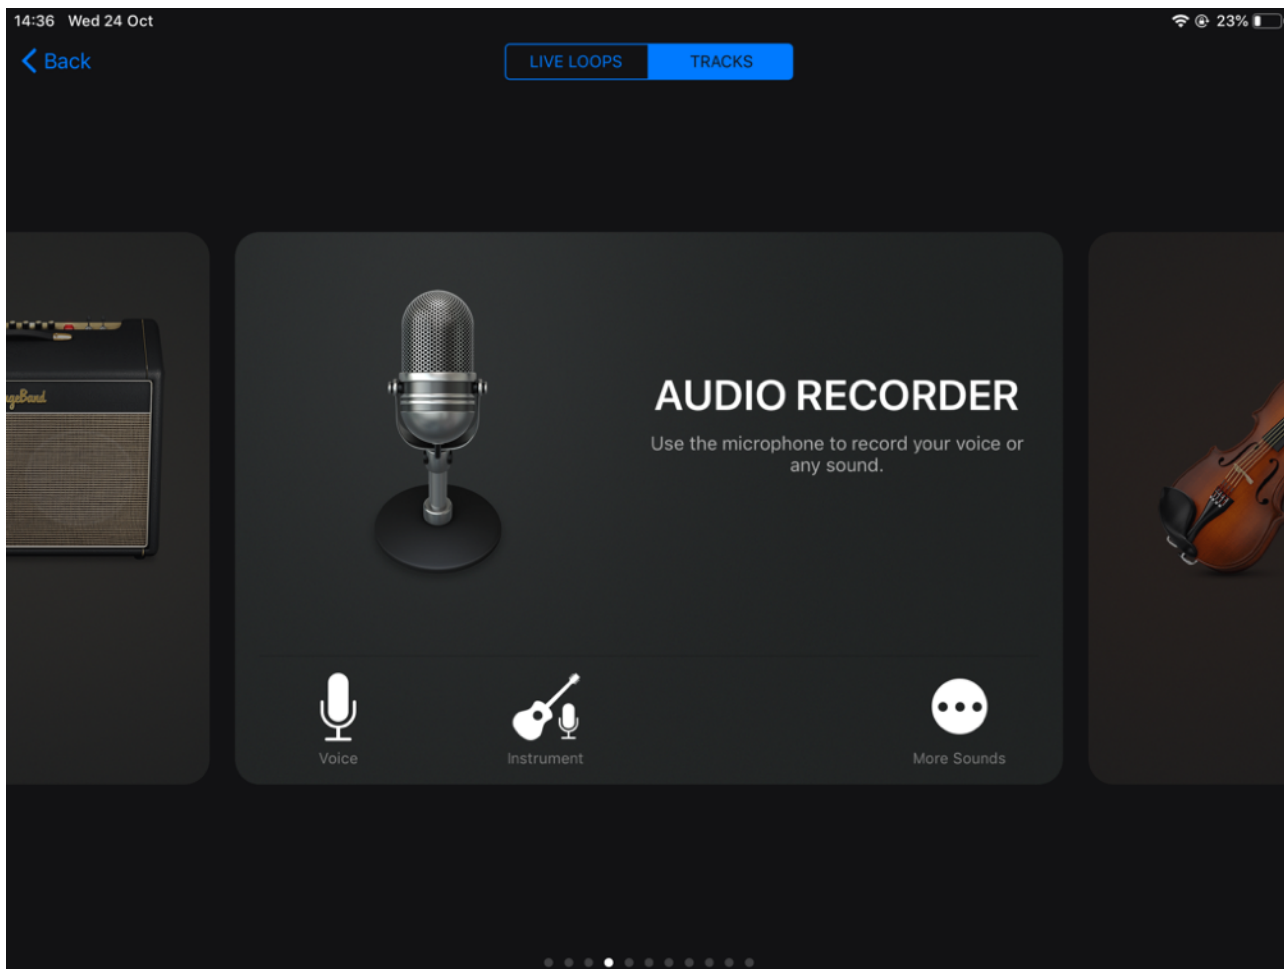 14:36 Wed 24 Oct
23%
Back
LIVE LOOPS
TRACKS
AUDIO RECORDER
Use the microphone to record your voice or
any sound.
Voice
Instrument
More Sounds